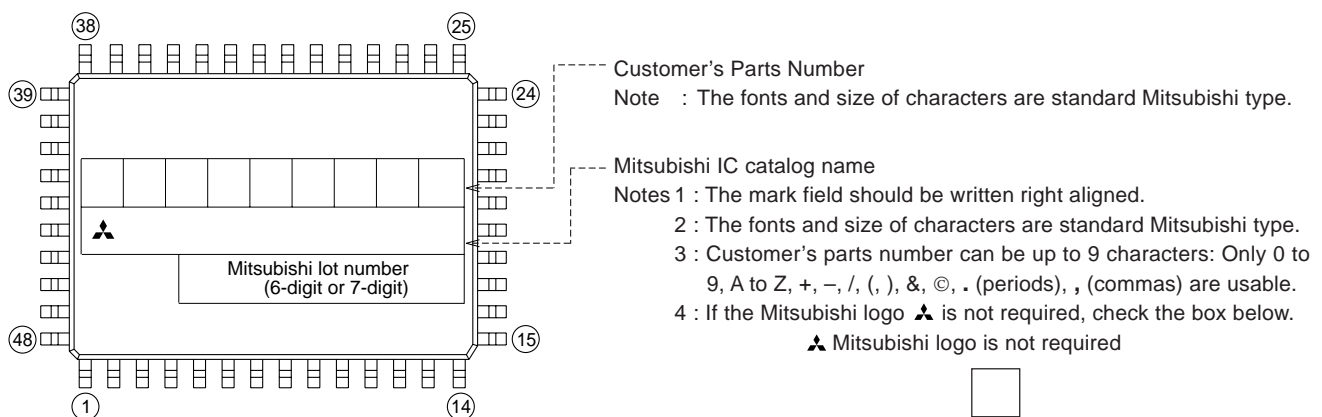 38 25
39 24
48 15
1 14
Mitsubishi lot number
(6-digit or 7-digit)
Customer's Parts Number
Note : The fonts and size of characters are standard Mitsubishi type.
Mitsubishi IC catalog name
Notes 1 : The mark field should be written right aligned.
2 : The fonts and size of characters are standard Mitsubishi type.
3 : Customer's parts number can be up to 9 characters: Only 0 to
9, A to Z, +, –, /, (, ), &, ©, . (periods), , (commas) are usable.
4 : If the Mitsubishi logo is not required, check the box below.
Mitsubishi logo is not required